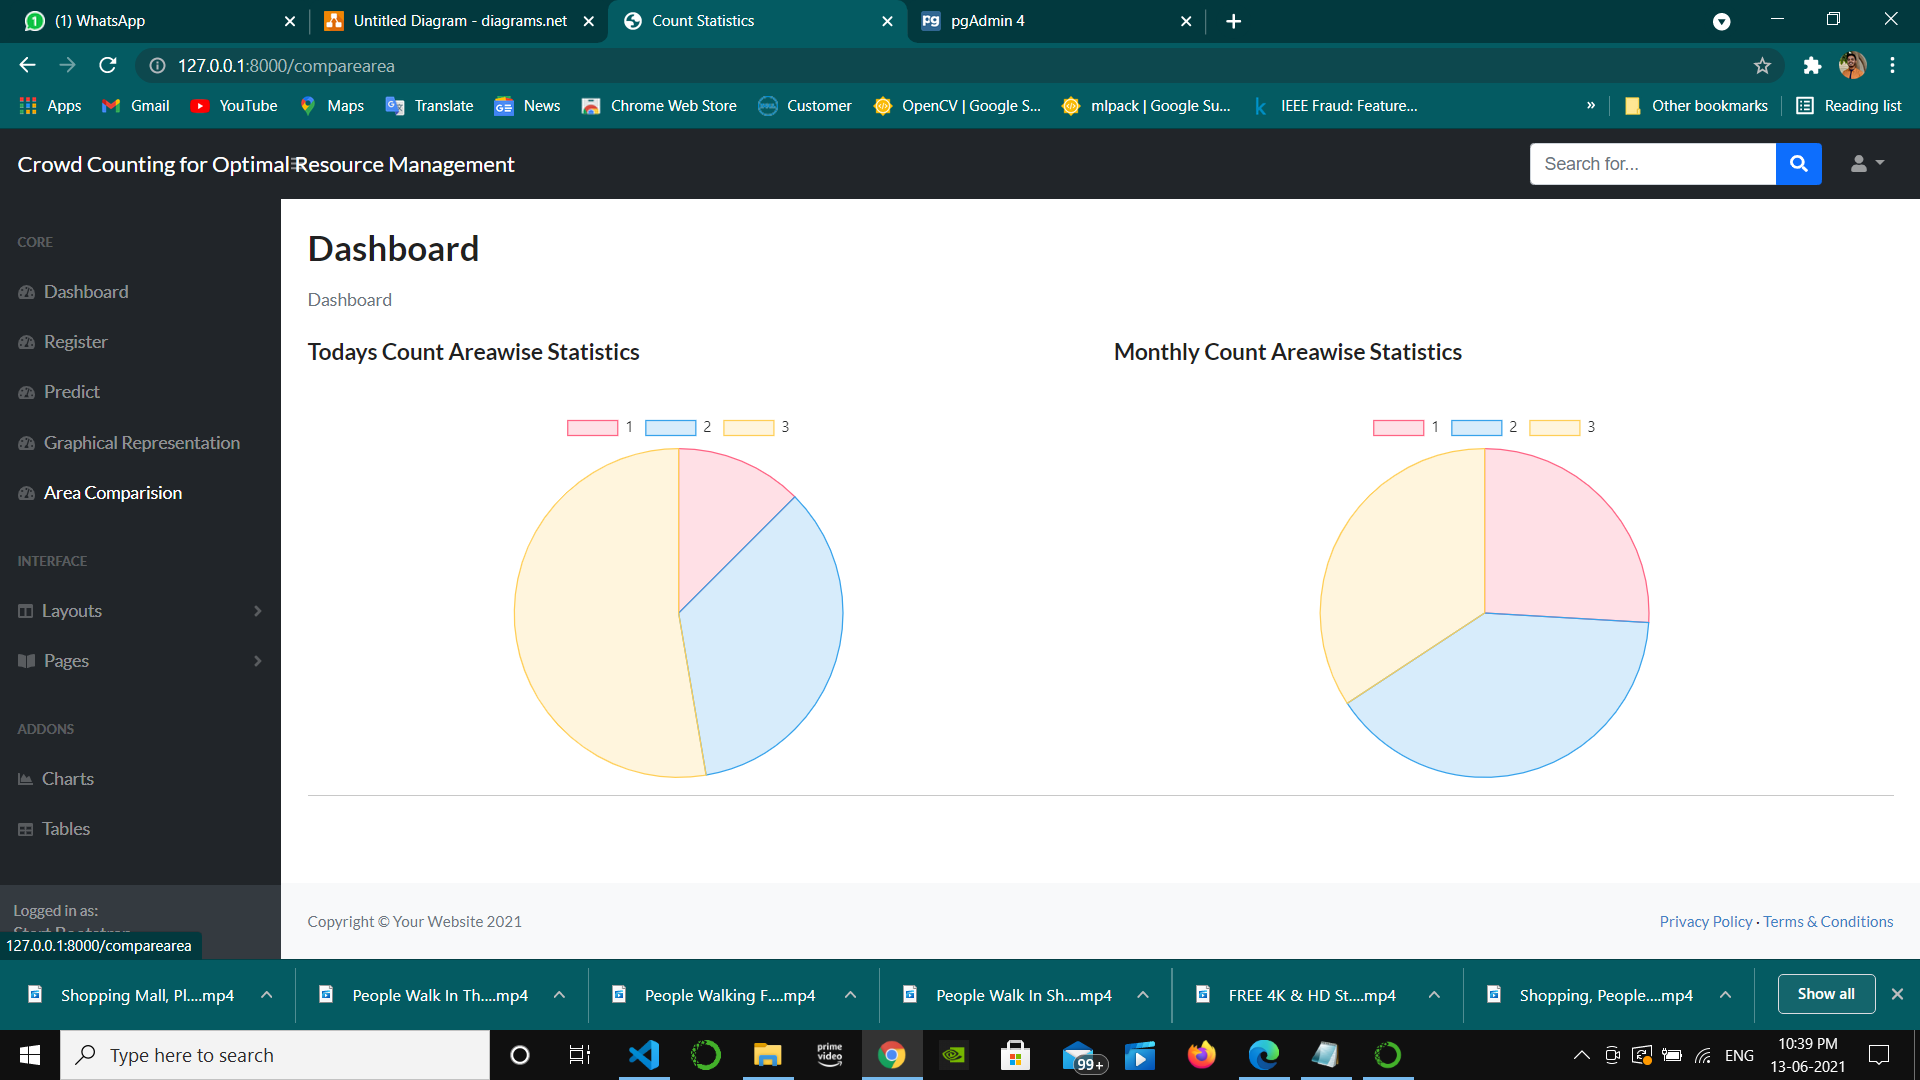 (1) WhatsApp
Untitled Diagram - diagrams.net
Count Statistics
pgAdmin 4
127.0.0.1:8000/comparearea
Apps
Gmail
YouTube
Maps
Translate
News
Chrome Web Store
Customer
OpenCV | Google S...
mlpack | Google Su...
IEEE Fraud: Feature...
»
Other bookmarks
Reading list
Crowd Counting for Optimal Resource Management
Search for...
CORE
Dashboard
Register
Predict
Graphical Representation
Area Comparision
INTERFACE
Layouts
Pages
ADDONS
Charts
Tables
Logged in as:
127.0.0.1:8000/comparearea
Dashboard
Dashboard
Todays Count Areawise Statistics
1 2 3
Monthly Count Areawise Statistics
1 2 3
Copyright © Your Website 2021
Privacy Policy · Terms & Conditions
Shopping Mall, Pl....mp4
People Walk In Th....mp4
People Walking F....mp4
People Walk In Sh....mp4
FREE 4K & HD St....mp4
Shopping, People....mp4
Show all
Type here to search
prime
video
99+
ENG
10:39 PM
13-06-2021